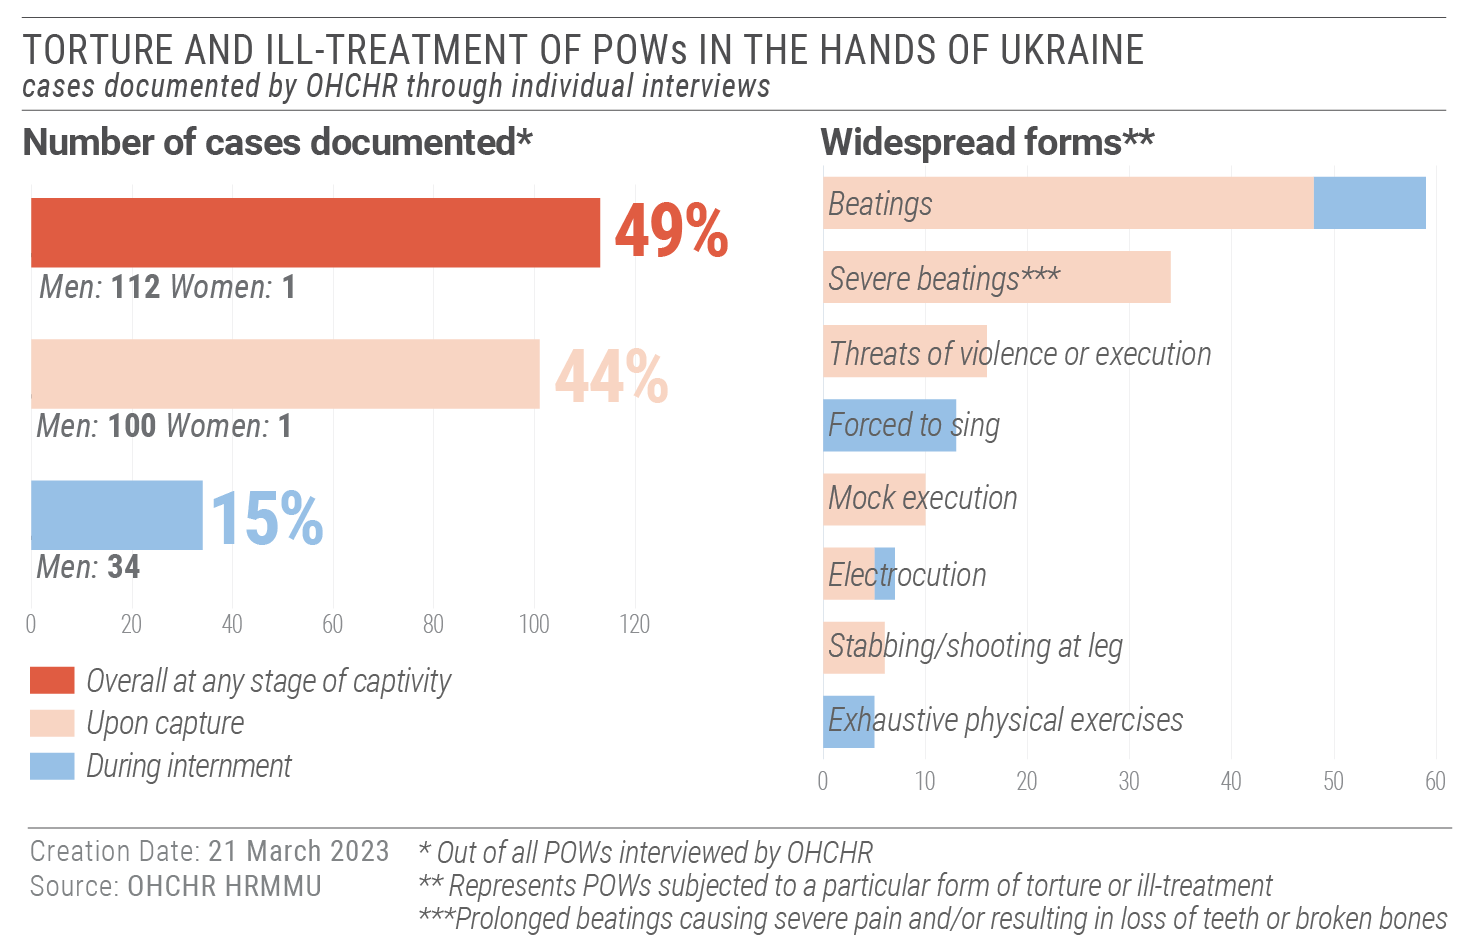 TORTURE AND ILL-TREATMENT OF POWs IN THE HANDS OF UKRAINE
cases documented by OHCHR through individual interviews
Number of cases documented*
49%
Men: 112 Women: 1
44%
Men: 100 Women: 1
15%
Men: 34
0 20 40 60 80 100 120
Overall at any stage of captivity
Upon capture
During internment
Widespread forms**
Beatings
Severe beatings***
Threats of violence or execution
Forced to sing
Mock execution
Electrocution
Stabbing/shooting at leg
Exhaustive physical exercises
0 10 20 30 40 50 60
Creation Date: 21 March 2023
Source: OHCHR HRMMU
* Out of all POWs interviewed by OHCHR
** Represents POWs subjected to a particular form of torture or ill-treatment
***Prolonged beatings causing severe pain and/or resulting in loss of teeth or broken bones